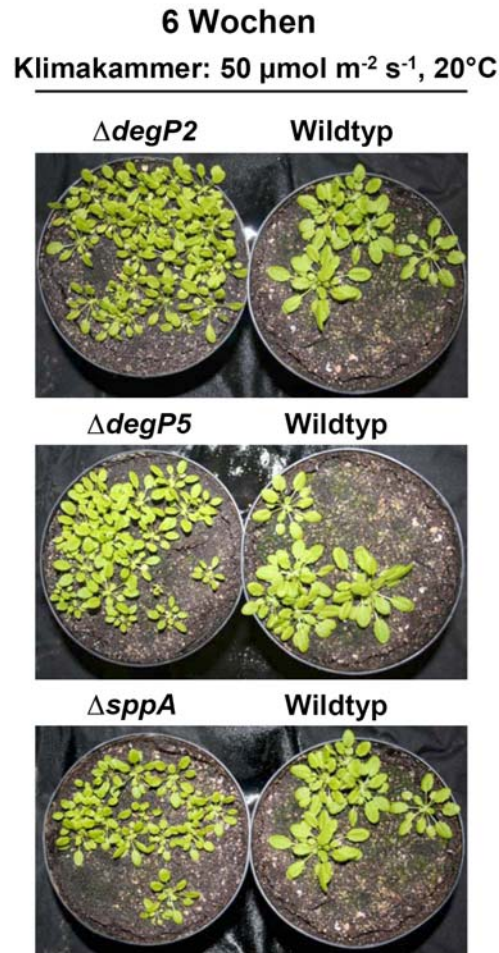 6 Wochen
Klimakammer: 50 µmol m⁻² s⁻¹, 20°C
ΔdegP2 Wildtyp
ΔdegP5 Wildtyp
ΔsppA Wildtyp